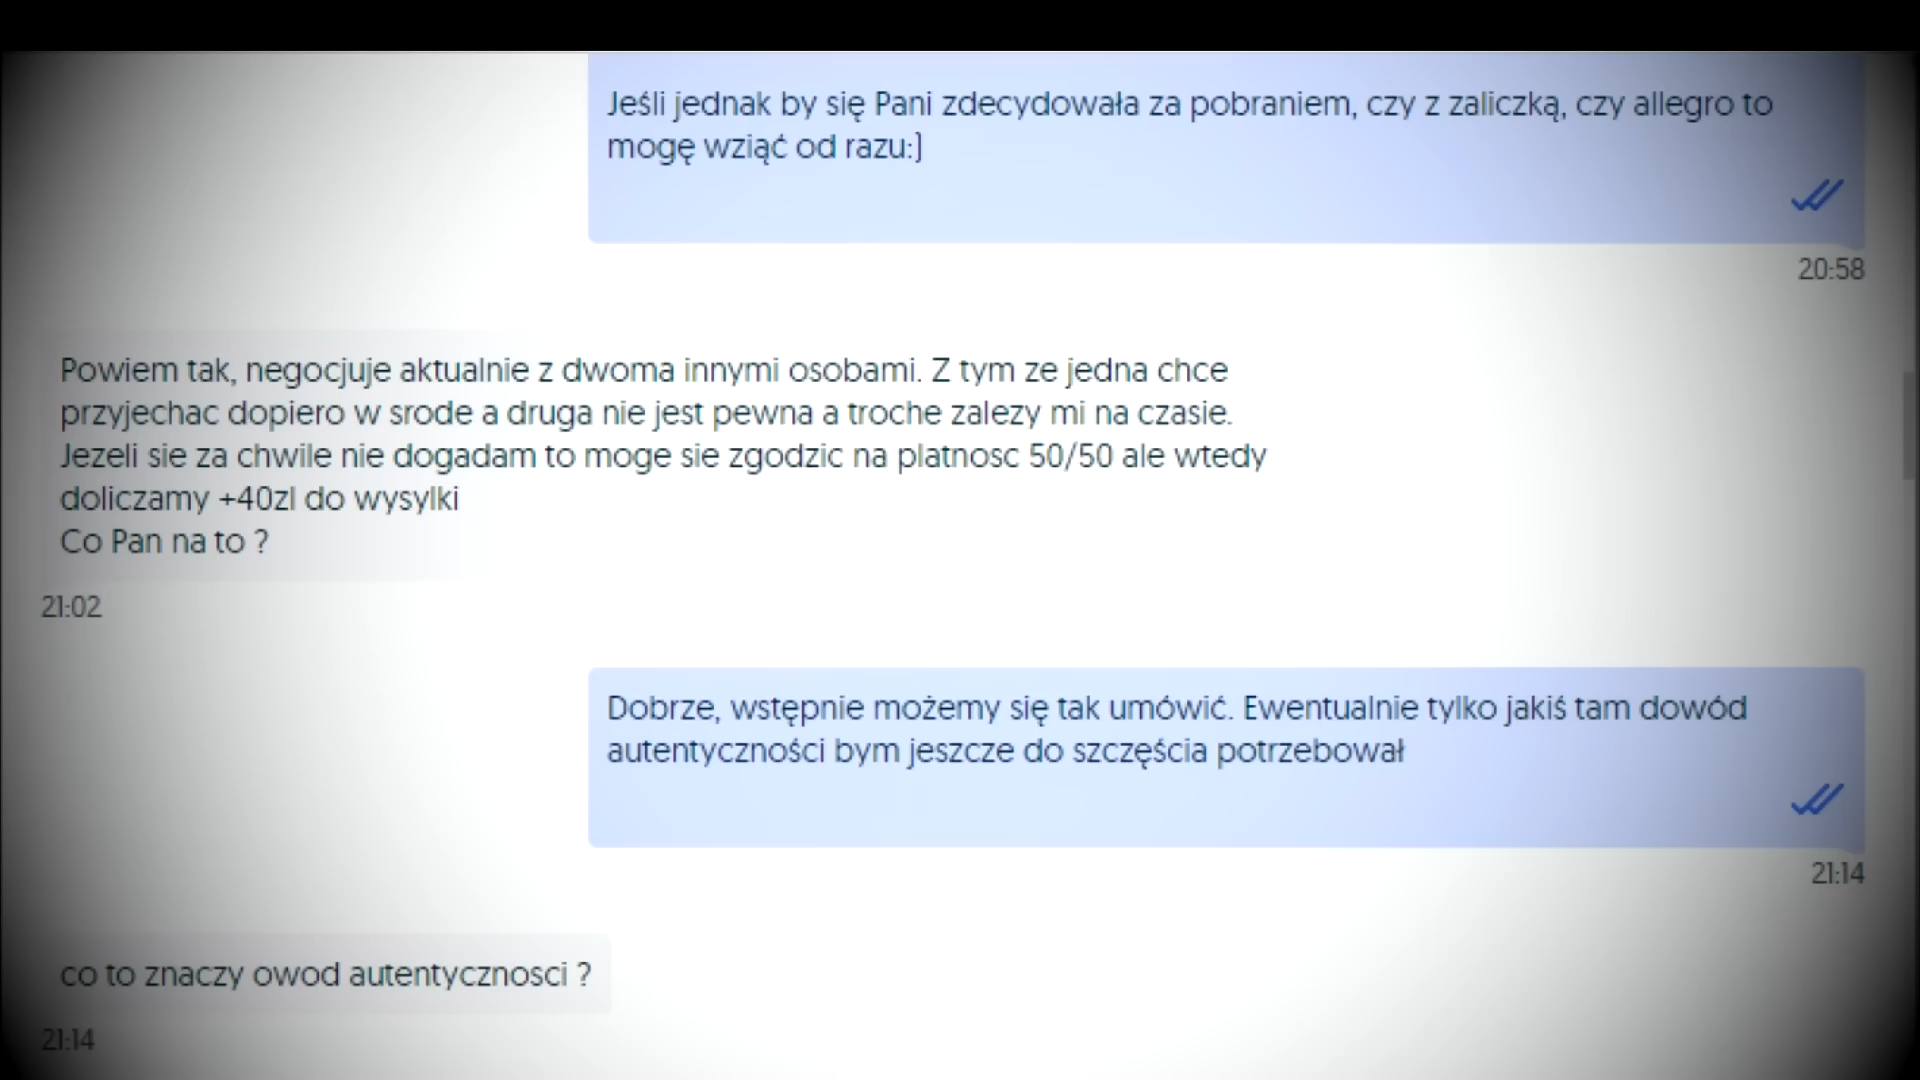 Jeśli jednak by się Pani zdecydowała za pobraniem, czy z zaliczką, czy allegro to
mogę wziąć od razu:]
20:58
Powiem tak, negocjuje aktualnie z dwoma innymi osobami. Z tym ze jedna chce
przyjechac dopiero w srode a druga nie jest pewna a troche zalezy mi na czasie.
Jezeli sie za chwile nie dogadam to moge sie zgodzic na platnosc 50/50 ale wtedy
doliczamy +40zl do wysylki
Co Pan na to ?
21:02
Dobrze, wstępnie możemy się tak umówić. Ewentualnie tylko jakiś tam dowód
autentyczności bym jeszcze do szczęścia potrzebował
21:14
co to znaczy owod autentycznosci ?
21:14